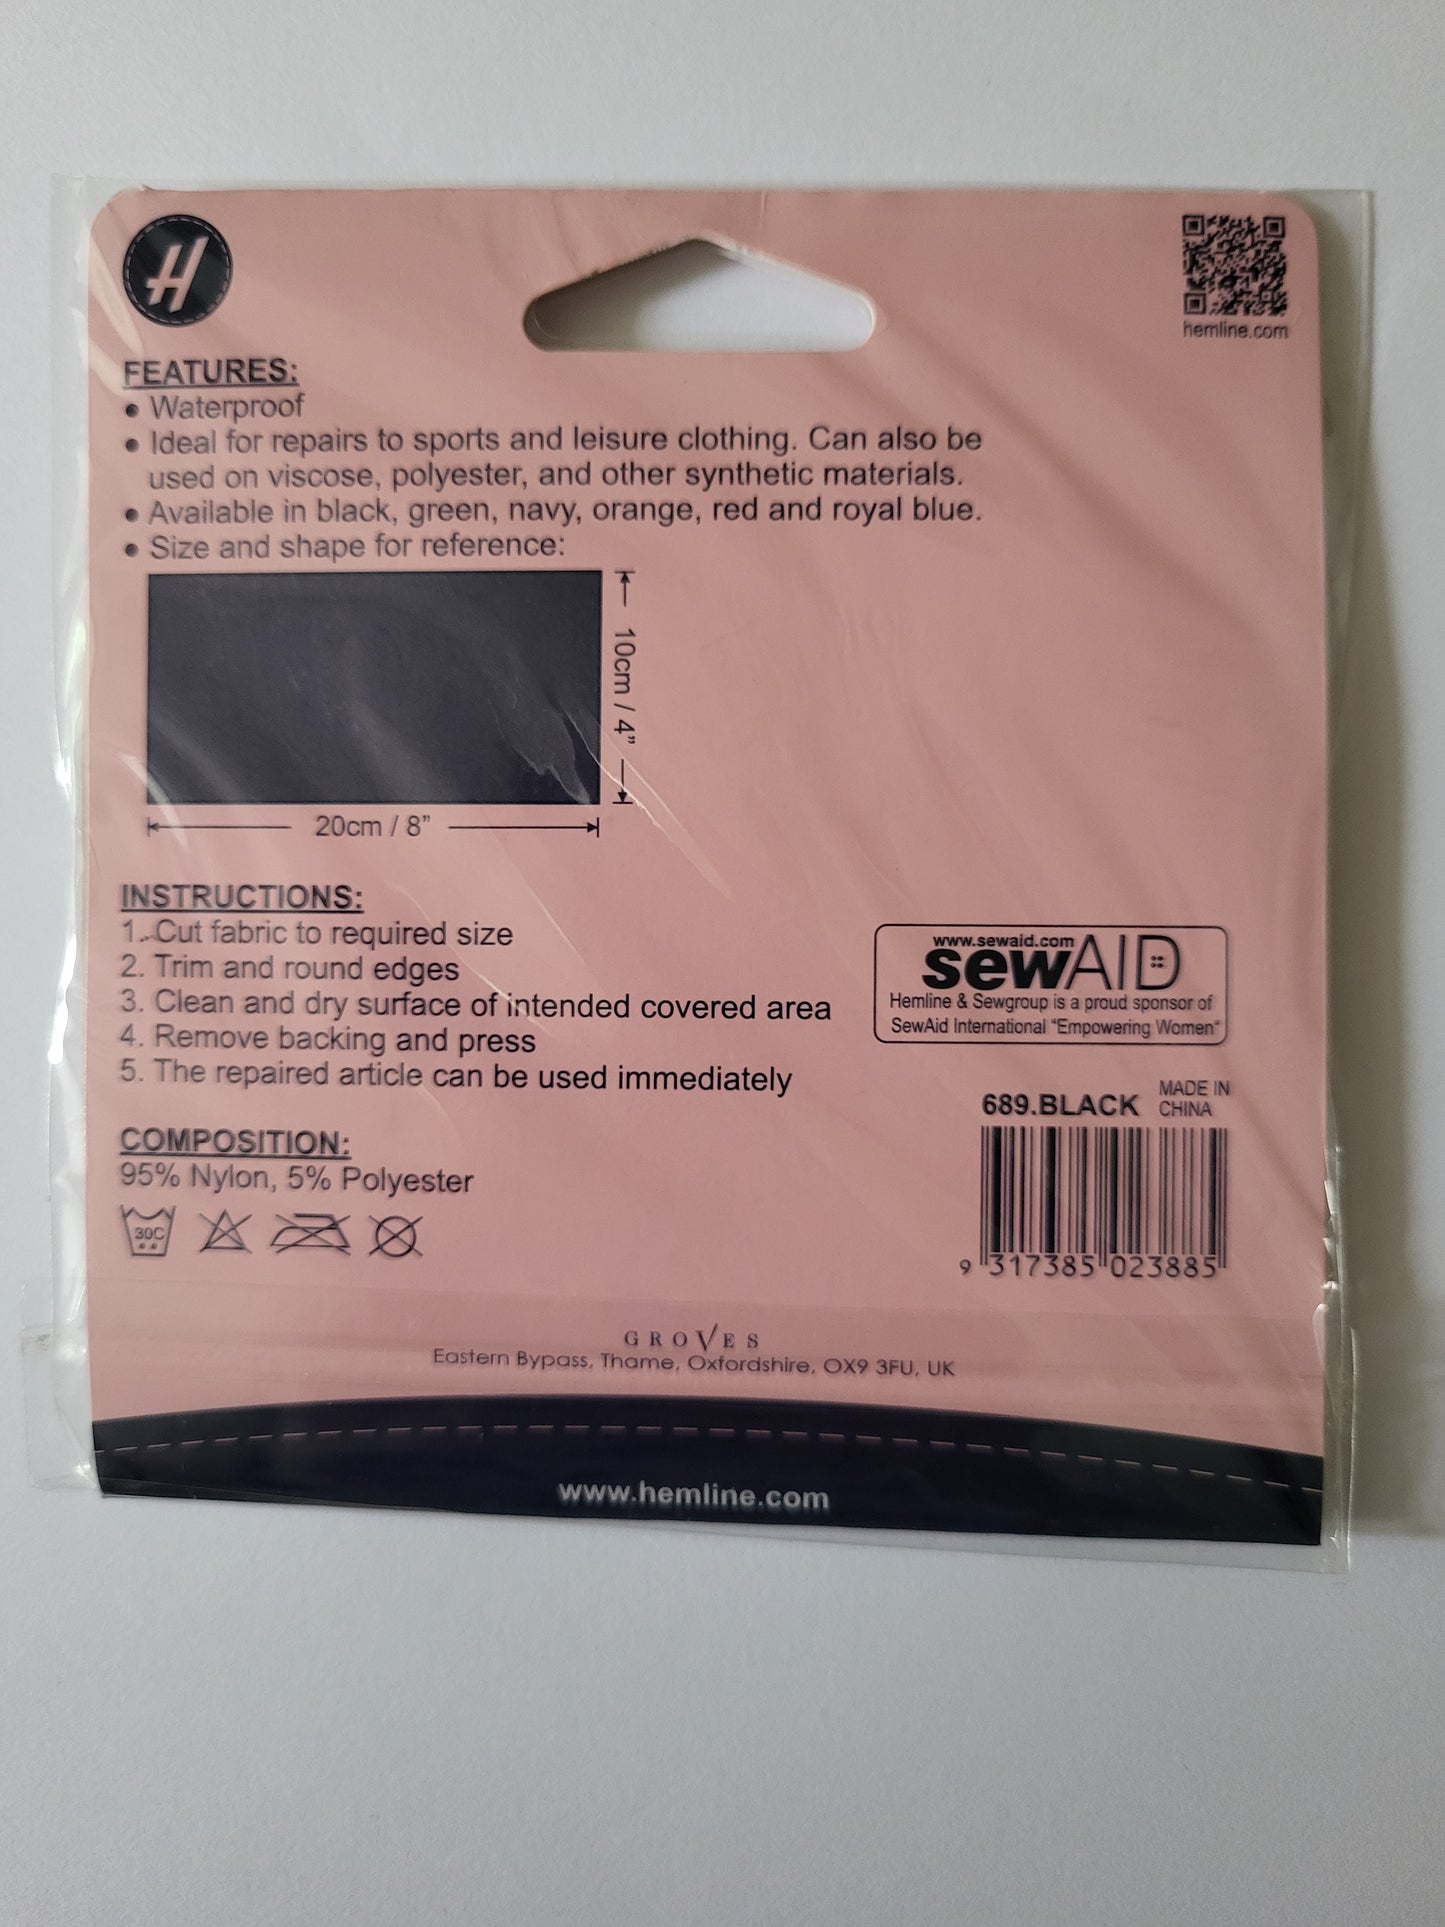 H
hemline.com
FEATURES:
• Waterproof
• Ideal for repairs to sports and leisure clothing. Can also be
used on viscose, polyester, and other synthetic materials.
• Available in black, green, navy, orange, red and royal blue.
• Size and shape for reference:
10cm / 4”
20cm / 8”
INSTRUCTIONS:
1. Cut fabric to required size
2. Trim and round edges
3. Clean and dry surface of intended covered area
4. Remove backing and press
5. The repaired article can be used immediately
COMPOSITION:
95% Nylon, 5% Polyester
30C
www.sewaid.com
sewAID
Hemline & Sewgroup is a proud sponsor of
SewAid International “Empowering Women”
689.BLACK
MADE IN
CHINA
9 317385 023885
GROVES
Eastern Bypass, Thame, Oxfordshire, OX9 3FU, UK
www.hemline.com